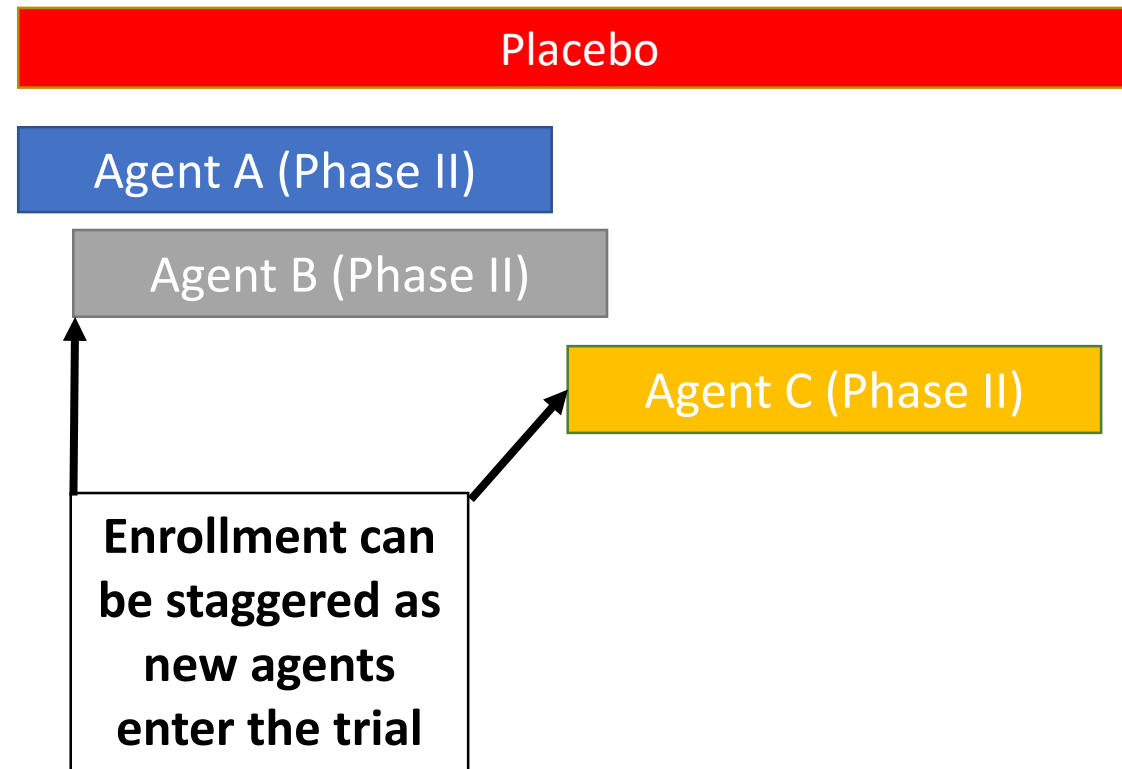 Placebo
Agent A (Phase II)
Agent B (Phase II)
Agent C (Phase II)
Enrollment can
be staggered as
new agents
enter the trial